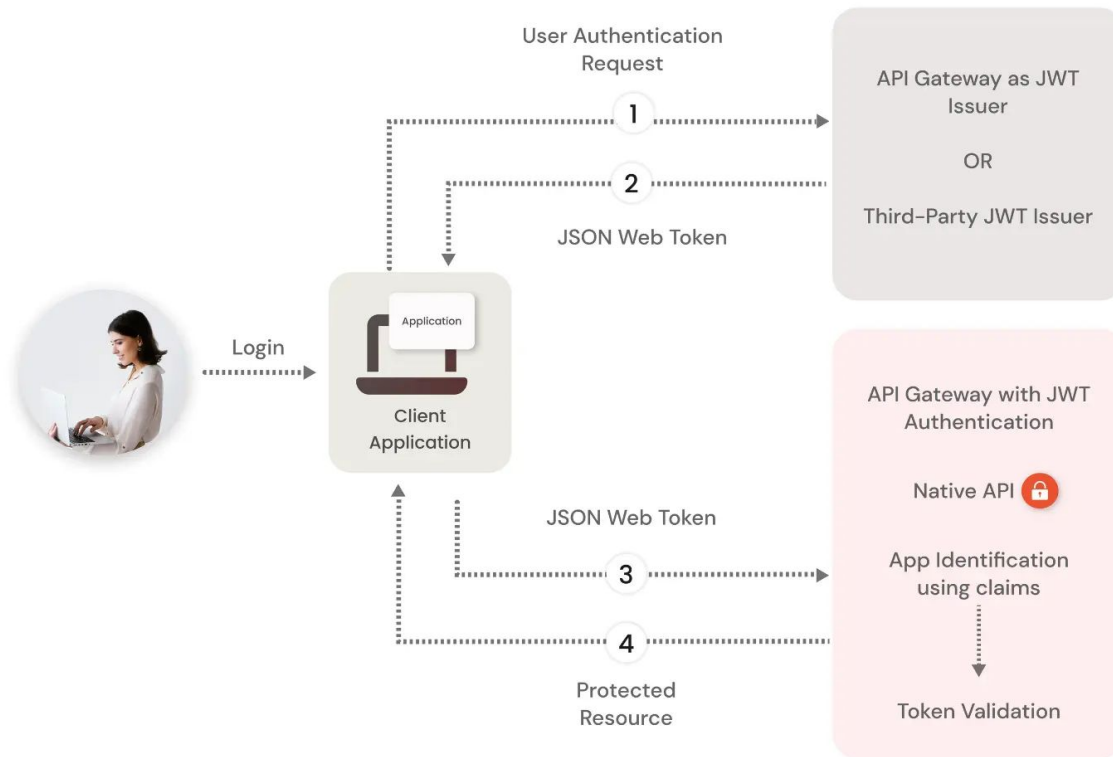 User Authentication
Request
1
2
JSON Web Token
API Gateway as JWT
Issuer
OR
Third-Party JWT Issuer
Login
Application
Client
Application
JSON Web Token
3
4
Protected
Resource
API Gateway with JWT
Authentication
Native API
App Identification
using claims
Token Validation